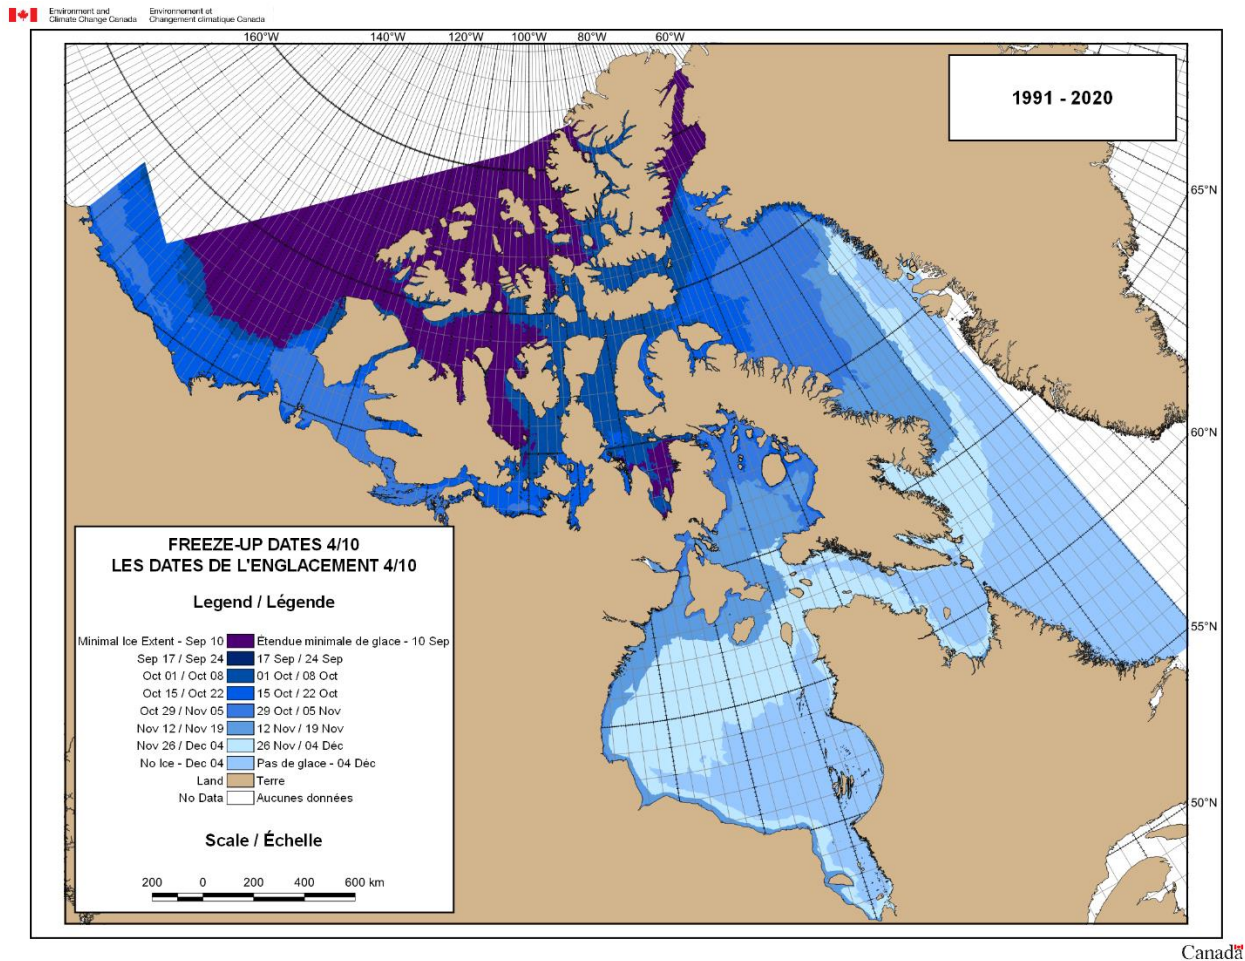 Environment and Climate Change Canada
Environnement et Changement climatique Canada
160°W 140°W 120°W 100°W 80°W 60°W
1991 - 2020
65°N
60°N
55°N
50°N
FREEZE-UP DATES 4/10
LES DATES DE L'ENGLACEMENT 4/10
Legend / Légende
Minimal Ice Extent - Sep 10 Étendue minimale de glace - 10 Sep
Sep 17 / Sep 24 17 Sep / 24 Sep
Oct 01 / Oct 08 01 Oct / 08 Oct
Oct 15 / Oct 22 15 Oct / 22 Oct
Oct 29 / Nov 05 29 Oct / 05 Nov
Nov 12 / Nov 19 12 Nov / 19 Nov
Nov 26 / Dec 04 26 Nov / 04 Déc
No Ice - Dec 04 Pas de glace - 04 Déc
Land Terre
No Data Aucunes données
Scale / Échelle
200 0 200 400 600 km
Canada